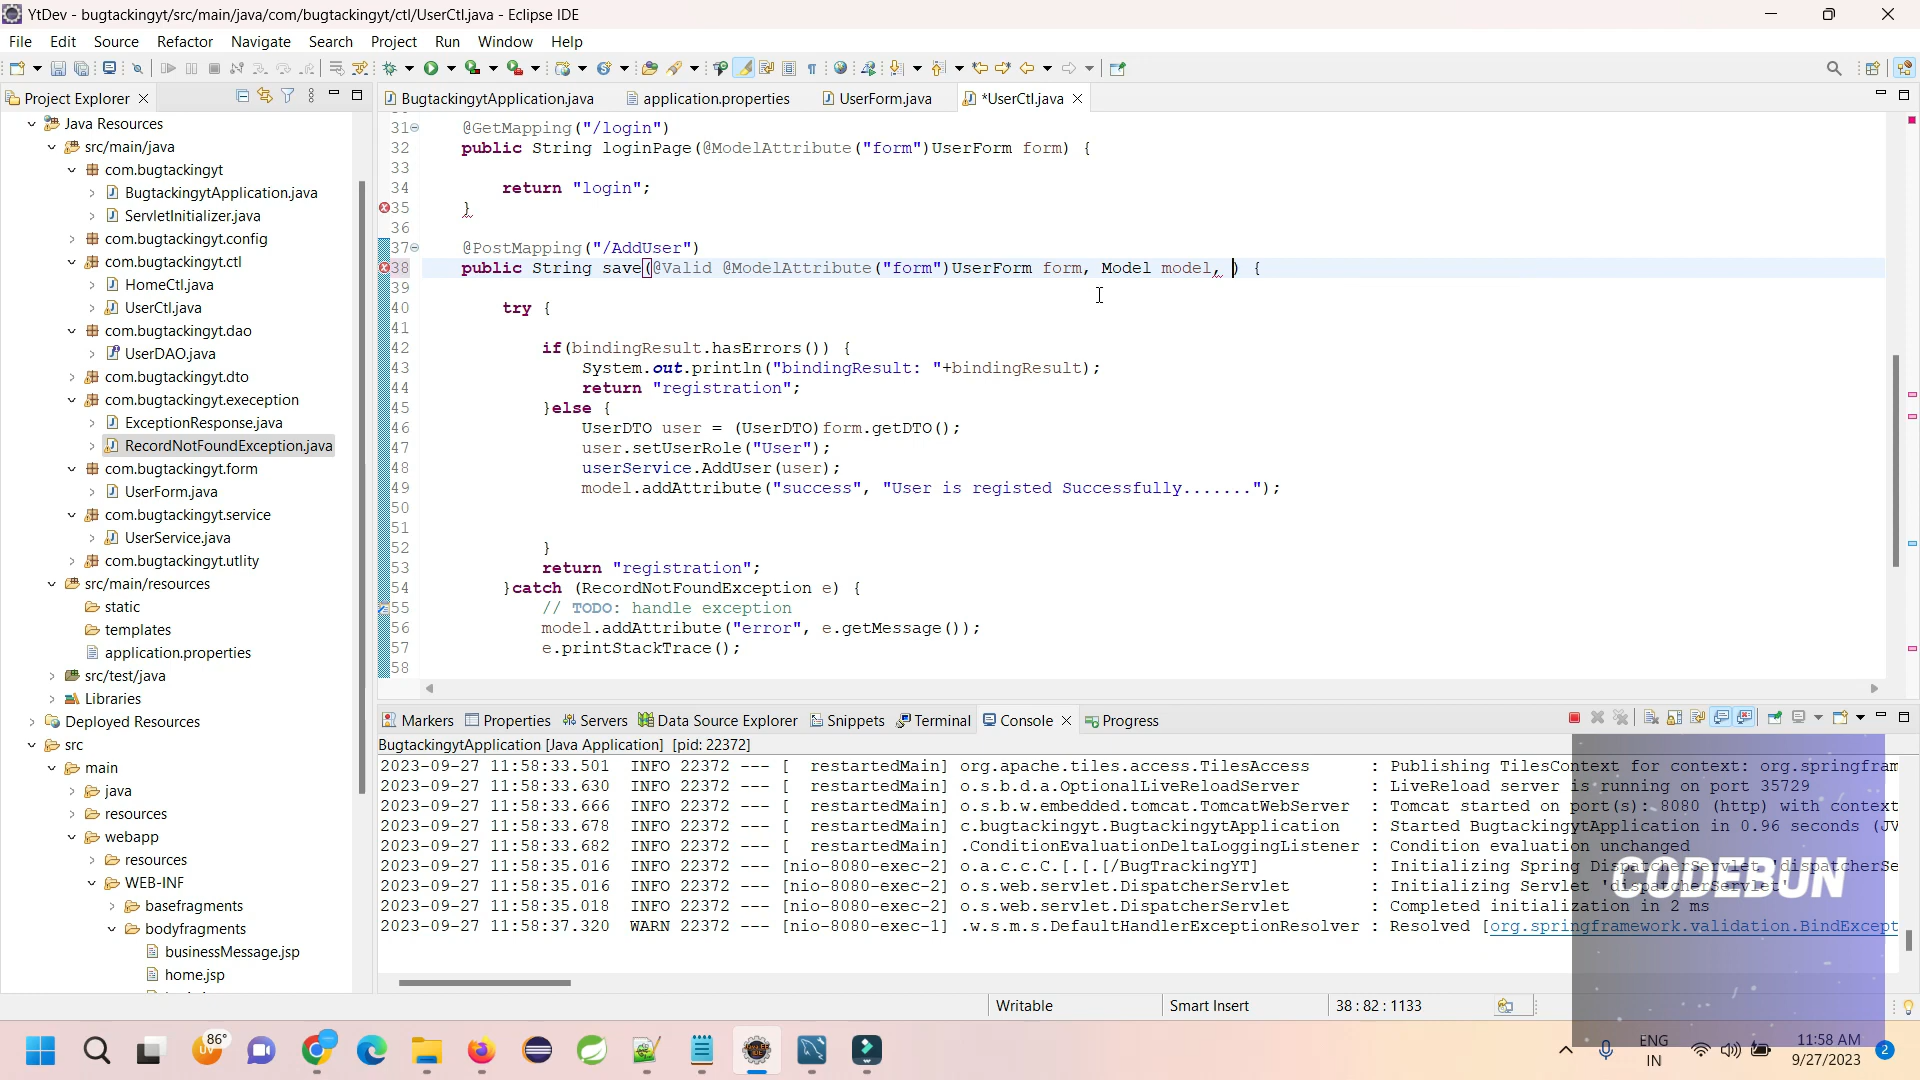 YtDev - bugtackingyt/src/main/java/com/bugtackingyt/ctl/UserCtl.java - Eclipse IDE
File Edit Source Refactor Navigate Search Project Run Window Help
Project Explorer
BugtackingytApplication.java application.properties UserForm.java *UserCtl.java
Java Resources
src/main/java
com.bugtackingyt
BugtackingytApplication.java
ServletInitializer.java
com.bugtackingyt.config
com.bugtackingyt.ctl
HomeCtl.java
UserCtl.java
com.bugtackingyt.dao
UserDAO.java
com.bugtackingyt.dto
com.bugtackingyt.exeception
ExceptionResponse.java
RecordNotFoundException.java
com.bugtackingyt.form
UserForm.java
com.bugtackingyt.service
UserService.java
com.bugtackingyt.utlity
src/main/resources
static
templates
application.properties
src/test/java
Libraries
Deployed Resources
src
main
java
resources
webapp
resources
WEB-INF
basefragments
bodyfragments
businessMessage.jsp
home.jsp
31 @GetMapping("/login")
32 public String loginPage(@ModelAttribute("form")UserForm form) {
33
34 return "login";
35 }
36
37 @PostMapping("/AddUser")
38 public String save(@Valid @ModelAttribute("form")UserForm form, Model model, ) {
39
40 try {
41
42 if(bindingResult.hasErrors()) {
43 System.out.println("bindingResult: "+bindingResult);
44 return "registration";
45 }else {
46 UserDTO user = (UserDTO)form.getDTO();
47 user.setUserRole("User");
48 userService.AddUser(user);
49 model.addAttribute("success", "User is registed Successfully.......");
50
51
52 }
53 return "registration";
54 }catch (RecordNotFoundException e) {
55 // TODO: handle exception
56 model.addAttribute("error", e.getMessage());
57 e.printStackTrace();
58
Markers Properties Servers Data Source Explorer Snippets Terminal Console Progress
BugtackingytApplication [Java Application] [pid: 22372]
2023-09-27 11:58:33.501 INFO 22372 --- [ restartedMain] org.apache.tiles.access.TilesAccess : Publishing TilesContext for context: org.springfram
2023-09-27 11:58:33.630 INFO 22372 --- [ restartedMain] o.s.b.d.a.OptionalLiveReloadServer : LiveReload server is running on port 35729
2023-09-27 11:58:33.666 INFO 22372 --- [ restartedMain] o.s.b.w.embedded.tomcat.TomcatWebServer : Tomcat started on port(s): 8080 (http) with context
2023-09-27 11:58:33.678 INFO 22372 --- [ restartedMain] c.bugtackingyt.BugtackingytApplication : Started BugtackingytApplication in 0.96 seconds (JV
2023-09-27 11:58:33.682 INFO 22372 --- [ restartedMain] .ConditionEvaluationDeltaLoggingListener : Condition evaluation unchanged
2023-09-27 11:58:35.016 INFO 22372 --- [nio-8080-exec-2] o.a.c.c.C.[.[.[/BugTrackingYT] : Initializing Spring DispatcherServlet 'dispatcherSe
2023-09-27 11:58:35.016 INFO 22372 --- [nio-8080-exec-2] o.s.web.servlet.DispatcherServlet : Initializing Servlet 'dispatcherServlet'
2023-09-27 11:58:35.018 INFO 22372 --- [nio-8080-exec-2] o.s.web.servlet.DispatcherServlet : Completed initialization in 2 ms
2023-09-27 11:58:37.320 WARN 22372 --- [nio-8080-exec-1] .w.s.m.s.DefaultHandlerExceptionResolver : Resolved [org.springframework.validation.BindExcept
CODEBUN
Writable Smart Insert 38 : 82 : 1133
86°
UV
ENG
IN
11:58 AM
9/27/2023
2